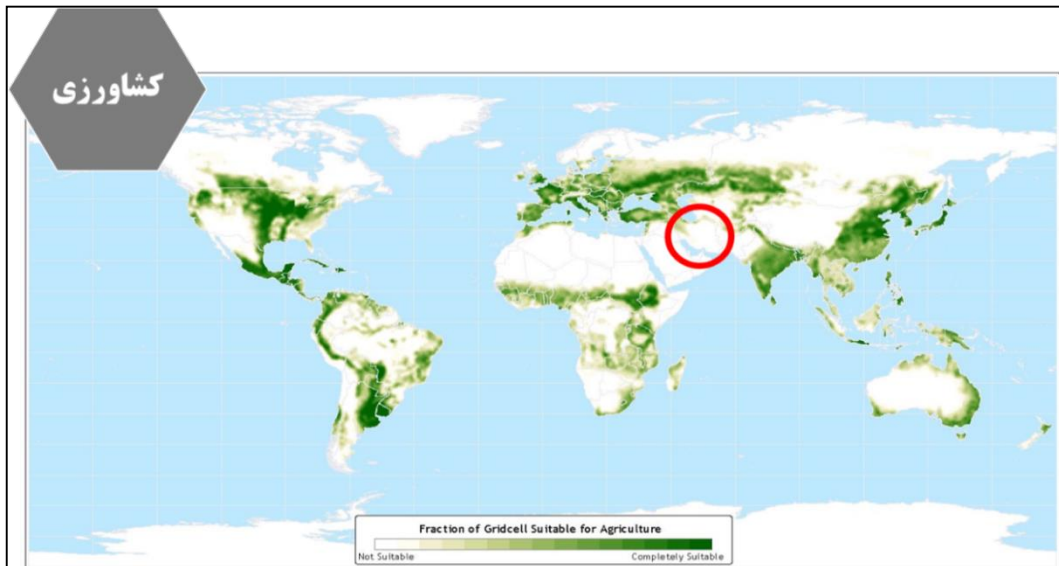 کشاورزی
Fraction of Gridcell Suitable for Agriculture
Not Suitable
Completely Suitable